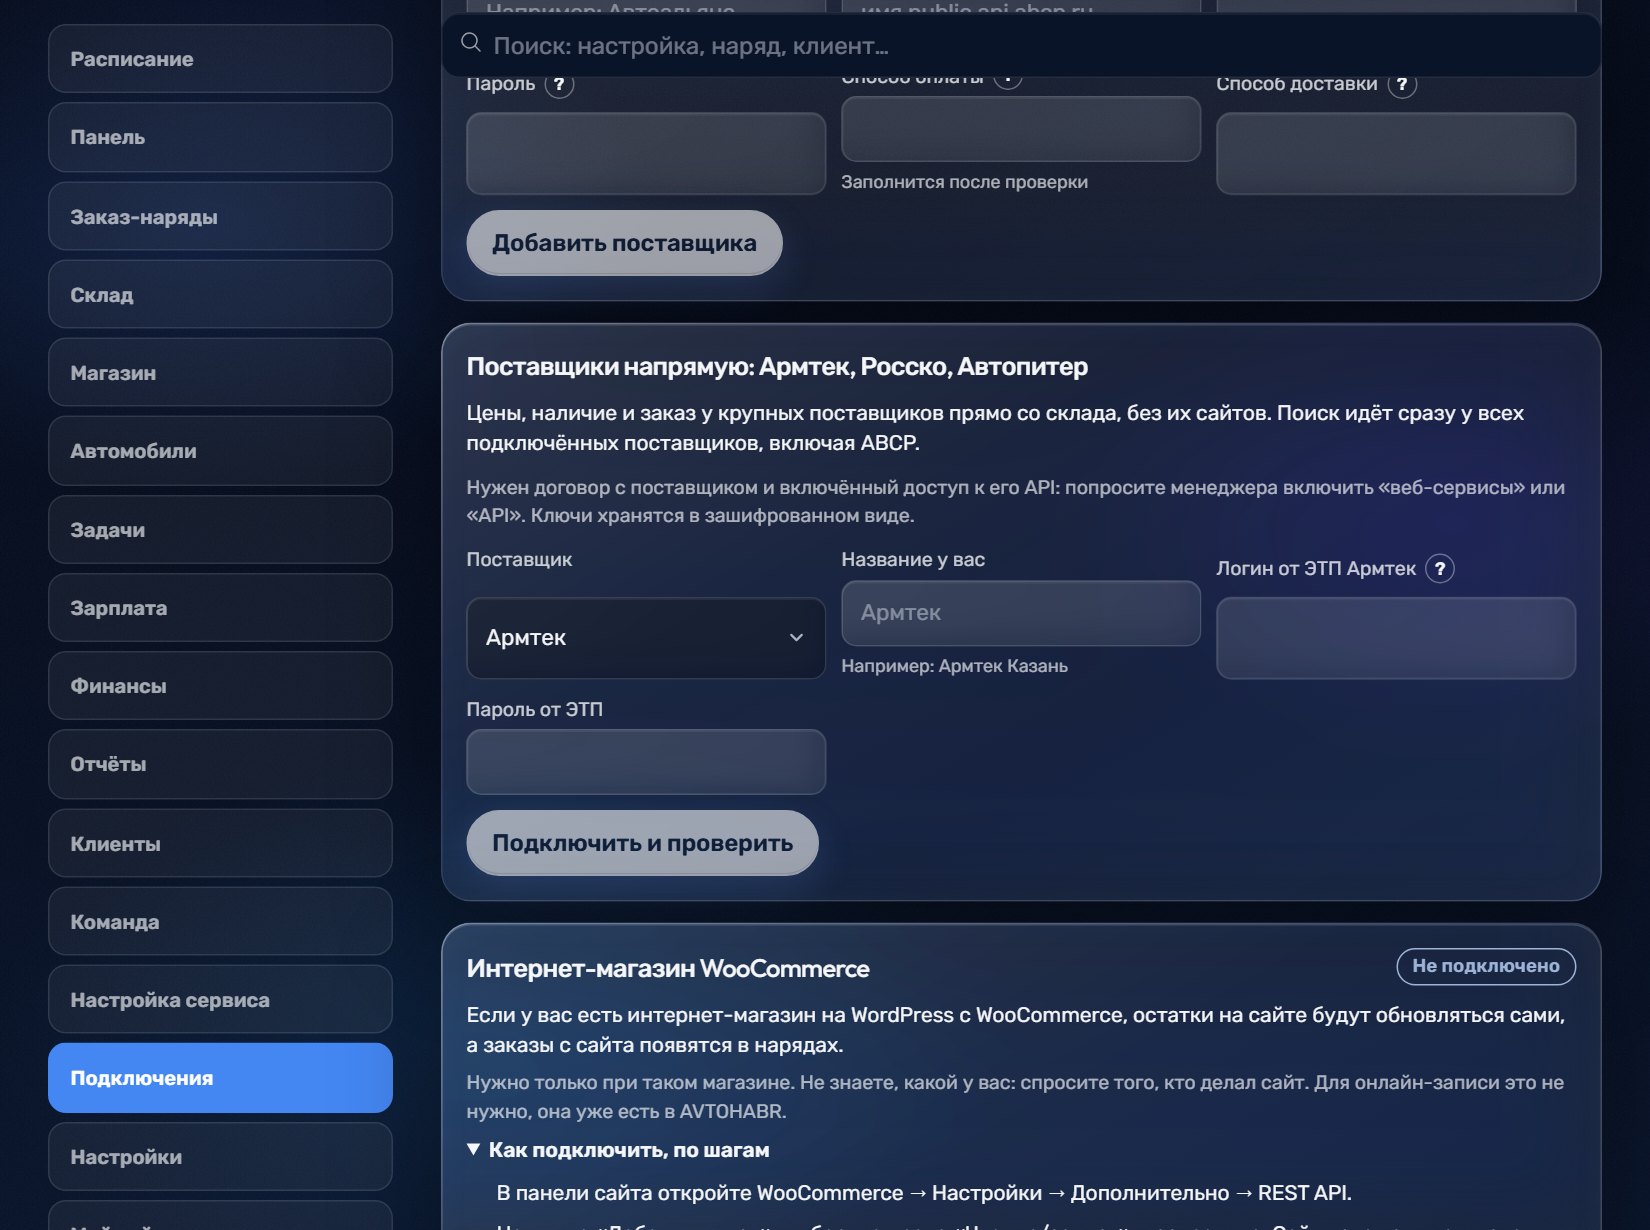 Расписание
Панель
Заказ-наряды
Склад
Магазин
Автомобили
Задачи
Зарплата
Финансы
Отчёты
Клиенты
Команда
Настройка сервиса
Подключения
Настройки
Поиск: настройка, наряд, клиент…
Пароль ?
Способ оплаты ?
Способ доставки ?
Заполнится после проверки
Добавить поставщика
Поставщики напрямую: Армтек, Росско, Автопитер
Цены, наличие и заказ у крупных поставщиков прямо со склада, без их сайтов. Поиск идёт сразу у всех
подключённых поставщиков, включая ABCP.
Нужен договор с поставщиком и включённый доступ к его API: попросите менеджера включить «веб-сервисы» или
«API». Ключи хранятся в зашифрованном виде.
Поставщик
Название у вас
Логин от ЭТП Армтек ?
Армтек
Армтек
Например: Армтек Казань
Пароль от ЭТП
Подключить и проверить
Интернет-магазин WooCommerce
Не подключено
Если у вас есть интернет-магазин на WordPress с WooCommerce, остатки на сайте будут обновляться сами,
а заказы с сайта появятся в нарядах.
Нужно только при таком магазине. Не знаете, какой у вас: спросите того, кто делал сайт. Для онлайн-записи это не
нужно, она уже есть в AVTOHABR.
▼ Как подключить, по шагам
В панели сайта откройте WooCommerce → Настройки → Дополнительно → REST API.